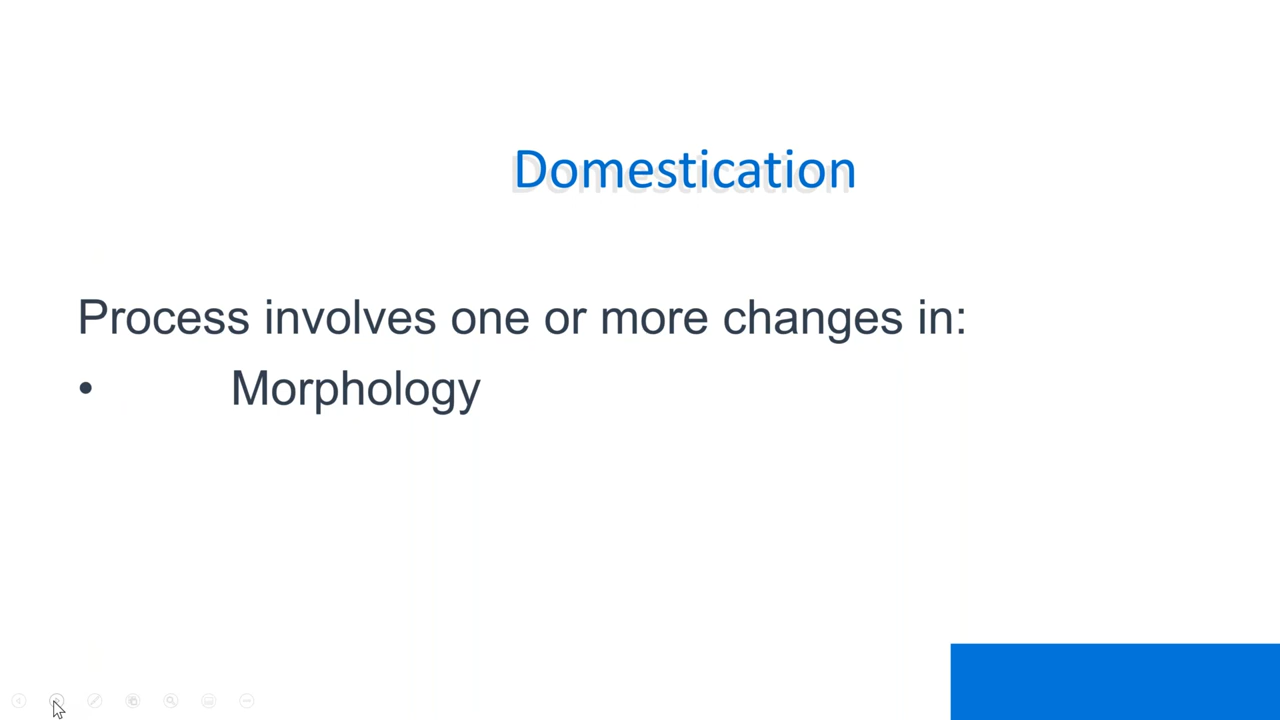 Domestication
Process involves one or more changes in:
• Morphology